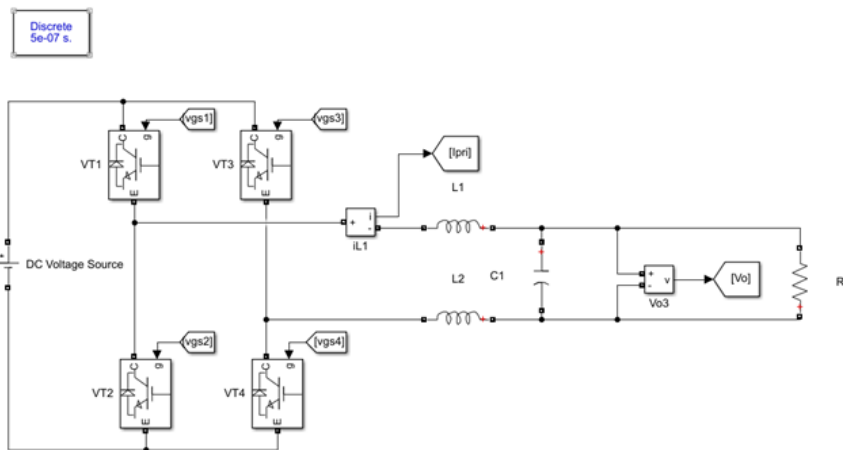 Discrete
5e-07 s.
[vgs1]
[vgs3]
C
g
C
g
VT1
VT3
E
E
[Ipri]
L1
+
i
-
iL1
+
DC Voltage Source
L2
C1
+
-
v
Vo3
[Vo]
R
[vgs2]
[vgs4]
C
g
C
g
VT2
VT4
E
E